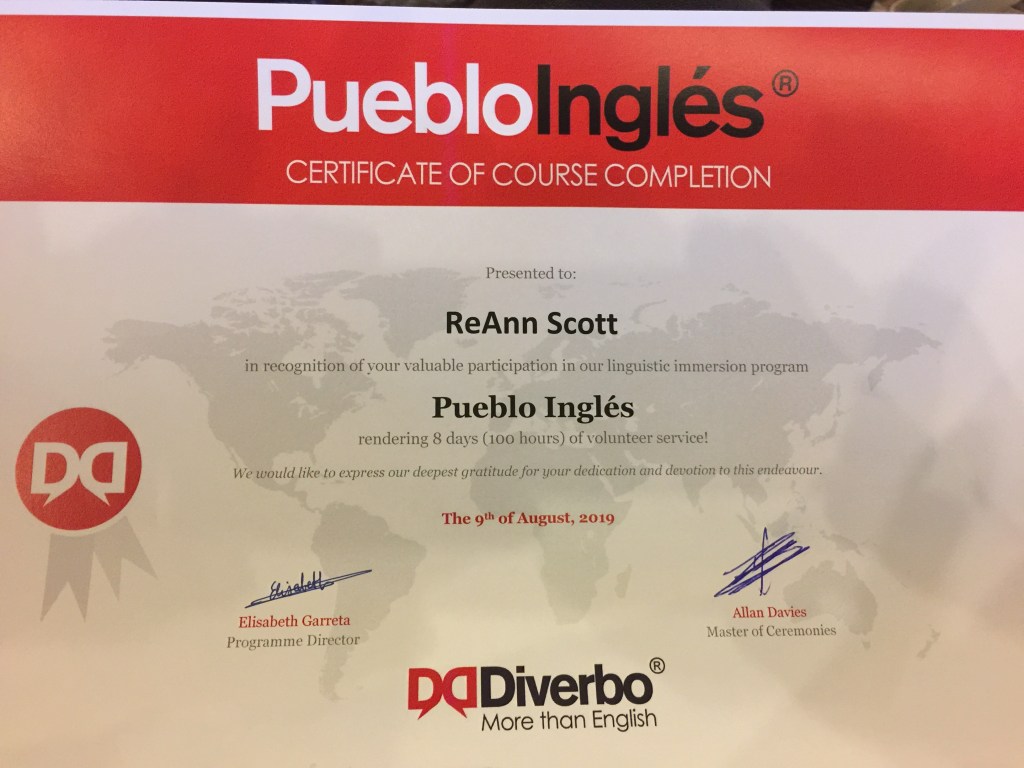 PuebloInglés®
CERTIFICATE OF COURSE COMPLETION
Presented to:
ReAnn Scott
in recognition of your valuable participation in our linguistic immersion program
Pueblo Inglés
rendering 8 days (100 hours) of volunteer service!
We would like to express our deepest gratitude for your dedication and devotion to this endeavour.
The 9th of August, 2019
Elisabeth
Elisabeth Garreta
Programme Director
Allan Davies
Master of Ceremonies
Diverbo®
More than English